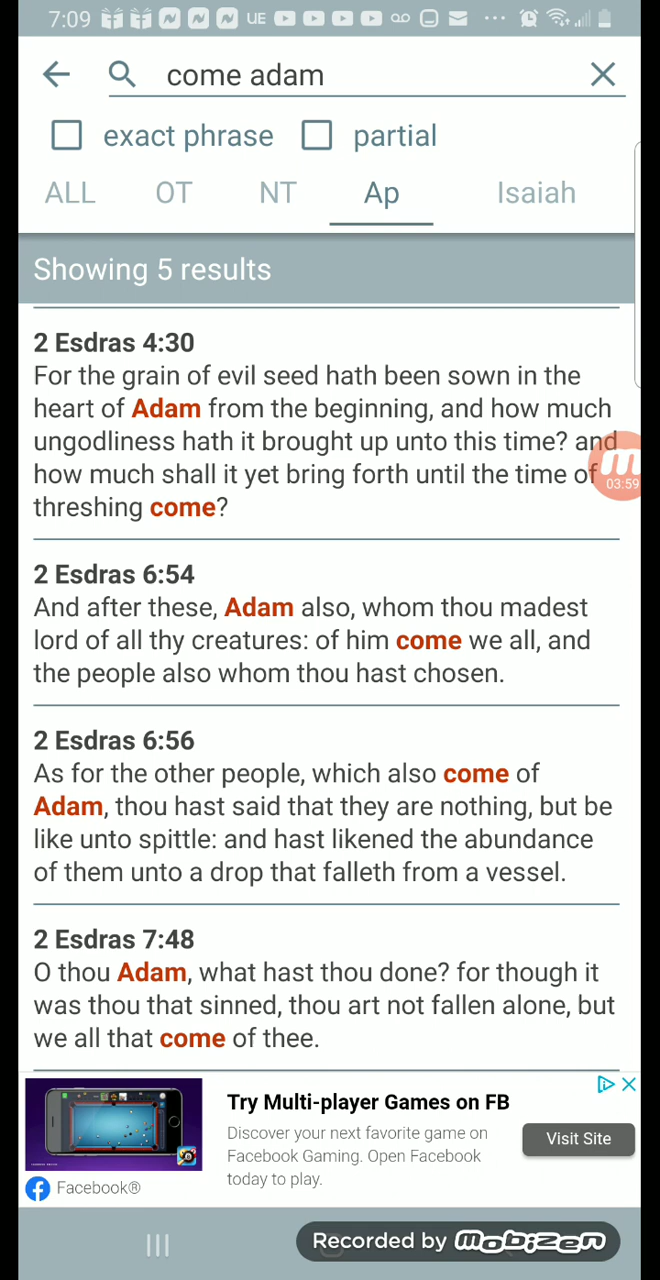 7:09 UE
come adam
exact phrase partial
ALL OT NT Ap Isaiah
Showing 5 results
2 Esdras 4:30
For the grain of evil seed hath been sown in the
heart of Adam from the beginning, and how much
ungodliness hath it brought up unto this time? and
how much shall it yet bring forth until the time of
threshing come?
03:59
2 Esdras 6:54
And after these, Adam also, whom thou madest
lord of all thy creatures: of him come we all, and
the people also whom thou hast chosen.
2 Esdras 6:56
As for the other people, which also come of
Adam, thou hast said that they are nothing, but be
like unto spittle: and hast likened the abundance
of them unto a drop that falleth from a vessel.
2 Esdras 7:48
O thou Adam, what hast thou done? for though it
was thou that sinned, thou art not fallen alone, but
we all that come of thee.
Try Multi-player Games on FB
Discover your next favorite game on
Facebook Gaming. Open Facebook
today to play.
Visit Site
Facebook®
Recorded by mobizen